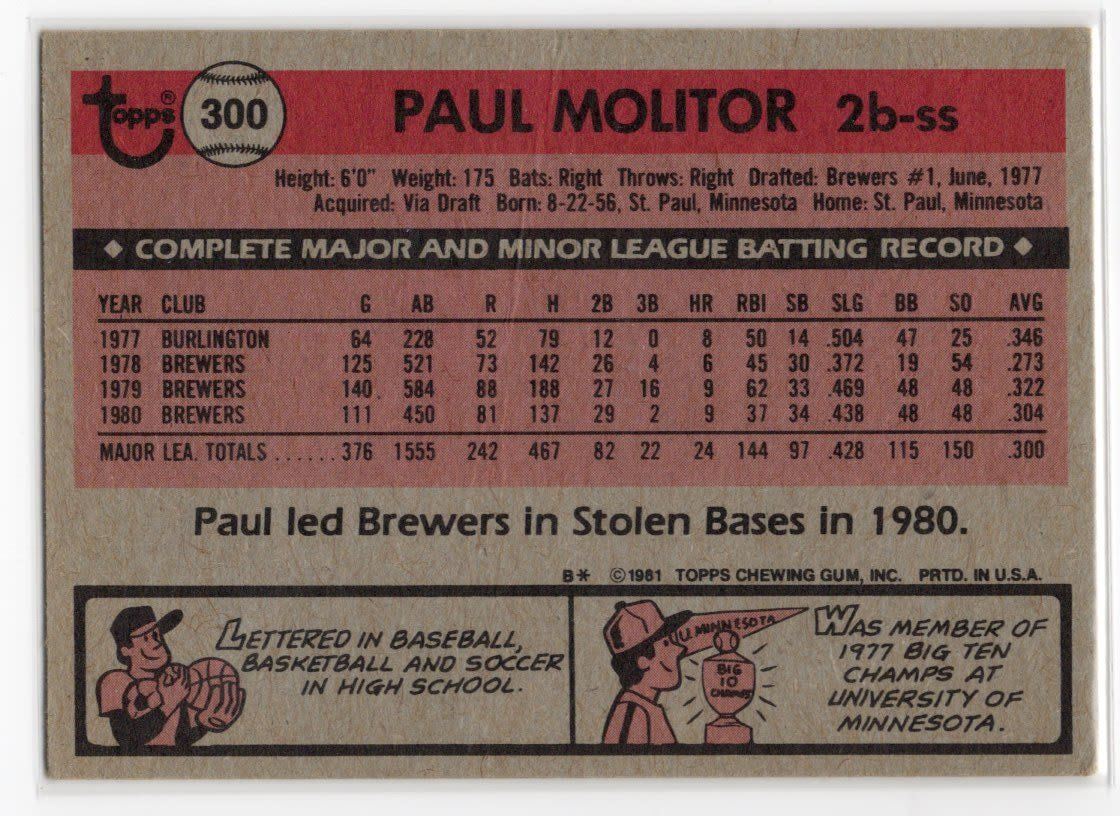 Topps® 300 PAUL MOLITOR 2b-ss
Height: 6'0" Weight: 175 Bats: Right Throws: Right Drafted: Brewers #1, June, 1977
Acquired: Via Draft Born: 8-22-56, St. Paul, Minnesota Home: St. Paul, Minnesota
◆ COMPLETE MAJOR AND MINOR LEAGUE BATTING RECORD ◆
YEAR CLUB G AB R H 2B 3B HR RBI SB SLG BB SO AVG
1977 BURLINGTON 64 228 52 79 12 0 8 50 14 .504 47 25 .346
1978 BREWERS 125 521 73 142 26 4 6 45 30 .372 19 54 .273
1979 BREWERS 140 584 88 188 27 16 9 62 33 .469 48 48 .322
1980 BREWERS 111 450 81 137 29 2 9 37 34 .438 48 48 .304
MAJOR LEA. TOTALS ......376 1555 242 467 82 22 24 144 97 .428 115 150 .300
Paul led Brewers in Stolen Bases in 1980.
B* ©1981 TOPPS CHEWING GUM, INC. PRTD. IN U.S.A.
LETTERED IN BASEBALL,
BASKETBALL AND SOCCER
IN HIGH SCHOOL.
MINNESOTA
BIG
10
CHAMPS
WAS MEMBER OF
1977 BIG TEN
CHAMPS AT
UNIVERSITY OF
MINNESOTA.